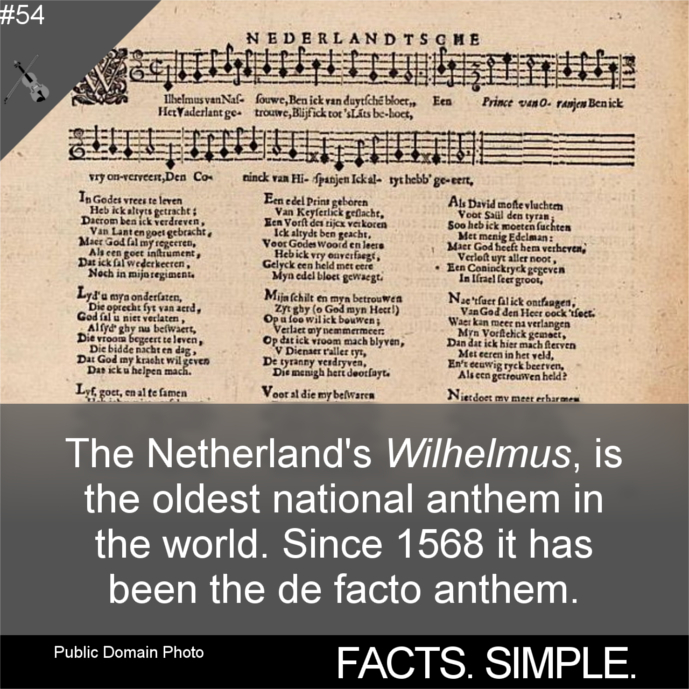 #54
NEDERLANDTSCHE
Ilhelmus van Nas- souwe, Ben ick van duytschē bloet,, Een Prince van O- ranjen Ben ick
Het Vaderlant ge- trouwe, Blijf ick tot 's Lāts be-hoet,
vry on-verveert, Den Co- ninck van Hi- spanjen Ick al- tyt hebb' ge-eert,
In Godes vrees te leven
Heb ick altyts getracht;
Daerom ben ick verdreven,
Van Lant en goet gebracht,
Maer God sal my regeeren,
Als een goet instrument,
Dat ick sal wederkeeren,
Noch in mijn regiment.
Lyd'u myn ondersaten,
Die oprecht syt van aerd,
God sal u niet verlaten,
Al syd' ghy nu beswaert,
Die vroom begeert te leven,
Die bidde nacht en dag,
Dat God my kracht wil geven
Dat ick u helpen mach.
Lyf, goet, en al te samen
Een edel Print geboren
Van Keyserlick geslacht,
Een Vorst des rijcx verkoren
Ick altydt ben geacht,
Voor Godes Woord en leere
Heb ick vry onversaegt,
Gelyck een held met eere
Myn edel bloet gewaegt.
Mijn schilt en myn betrouwen
Zyt ghy (o God myn Heer!)
Op u soo wil ick bouwen;
Verlaet my nemmermeer:
Op dat ick vroom mach blyven,
V Dienaer t'aller tyt,
De tyranny verdryven,
Die menigh hert doorsnyt.
Voor al die my beswaren
Als David moste vluchten
Voor Saül den tyran;
Soo heb ick moeten suchten
Met menig Edelman:
Maer God heeft hem verheven,
Verlost uyt aller noot,
Een Coninckryck gegeven
In Israel seer groot,
Nae 'tsuer sal ick ontfangen,
Van God den Heer oock 'tsoet.
Waer kan meer na verlangen
Myn Vorstelick gemoet,
Dan dat ick hier mach sterven
Met eeren in het veld,
En'r eeuwig ryck beerven,
Als een getrouwen held?
Niet doet my meer erbarmen
The Netherland's Wilhelmus, is
the oldest national anthem in
the world. Since 1568 it has
been the de facto anthem.
Public Domain Photo
FACTS. SIMPLE.